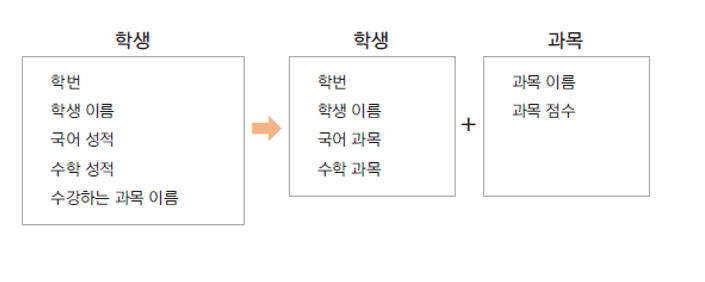 학생
학번
학생 이름
국어 성적
수학 성적
수강하는 과목 이름
학생
학번
학생 이름
국어 과목
수학 과목
+
과목
과목 이름
과목 점수